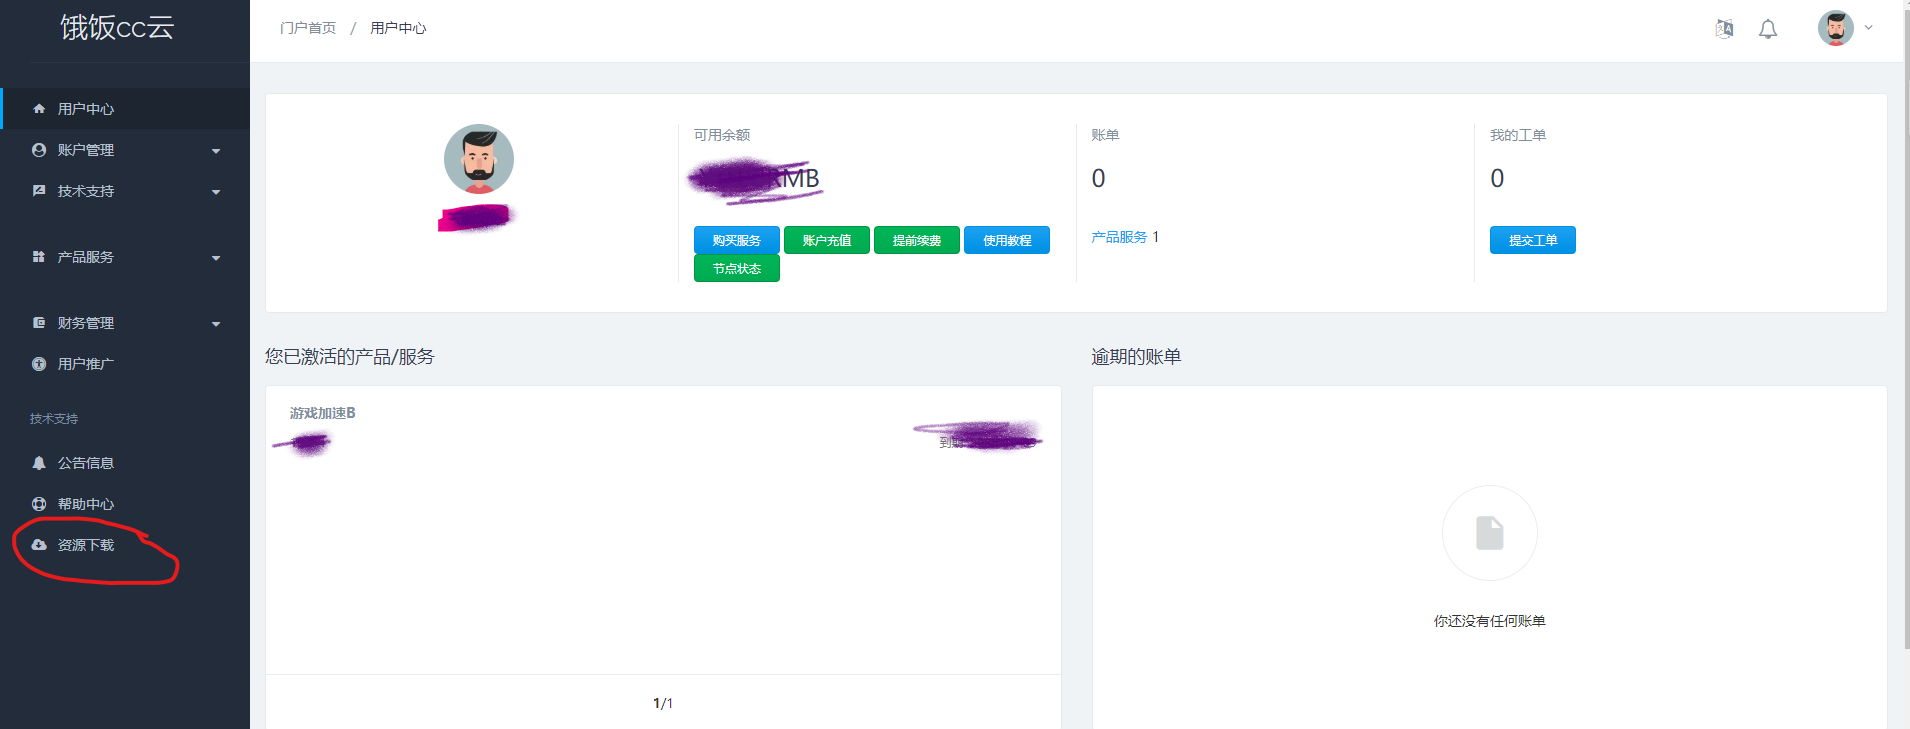 饿饭cc云
门户首页 / 用户中心
用户中心
账户管理
技术支持
产品服务
财务管理
用户推广
技术支持
公告信息
帮助中心
资源下载
可用余额
MB
购买服务 账户充值 提前续费 使用教程
节点状态
账单
0
产品服务 1
我的工单
0
提交工单
您已激活的产品/服务
游戏加速B
到期
1/1
逾期的账单
你还没有任何账单